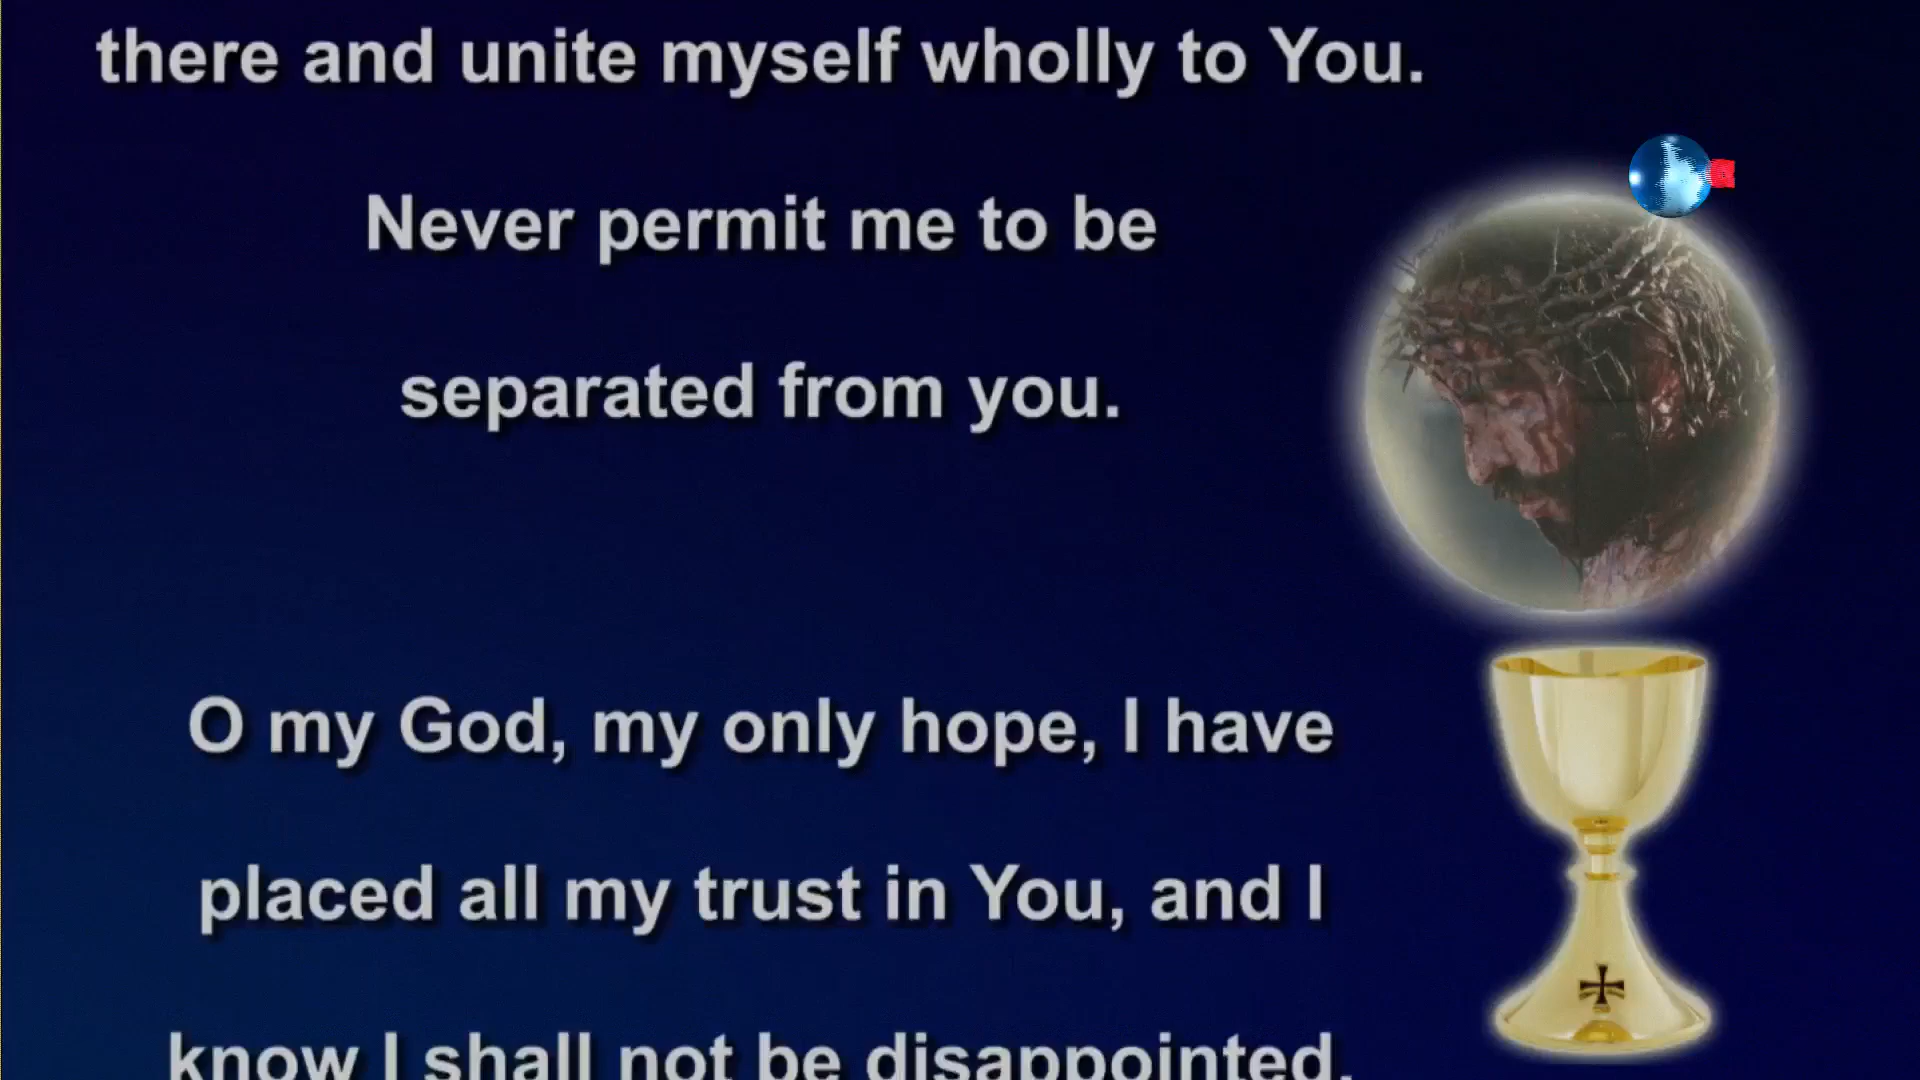 there and unite myself wholly to You.
Never permit me to be
separated from you.
O my God, my only hope, I have
placed all my trust in You, and I
know I shall not be disappointed.